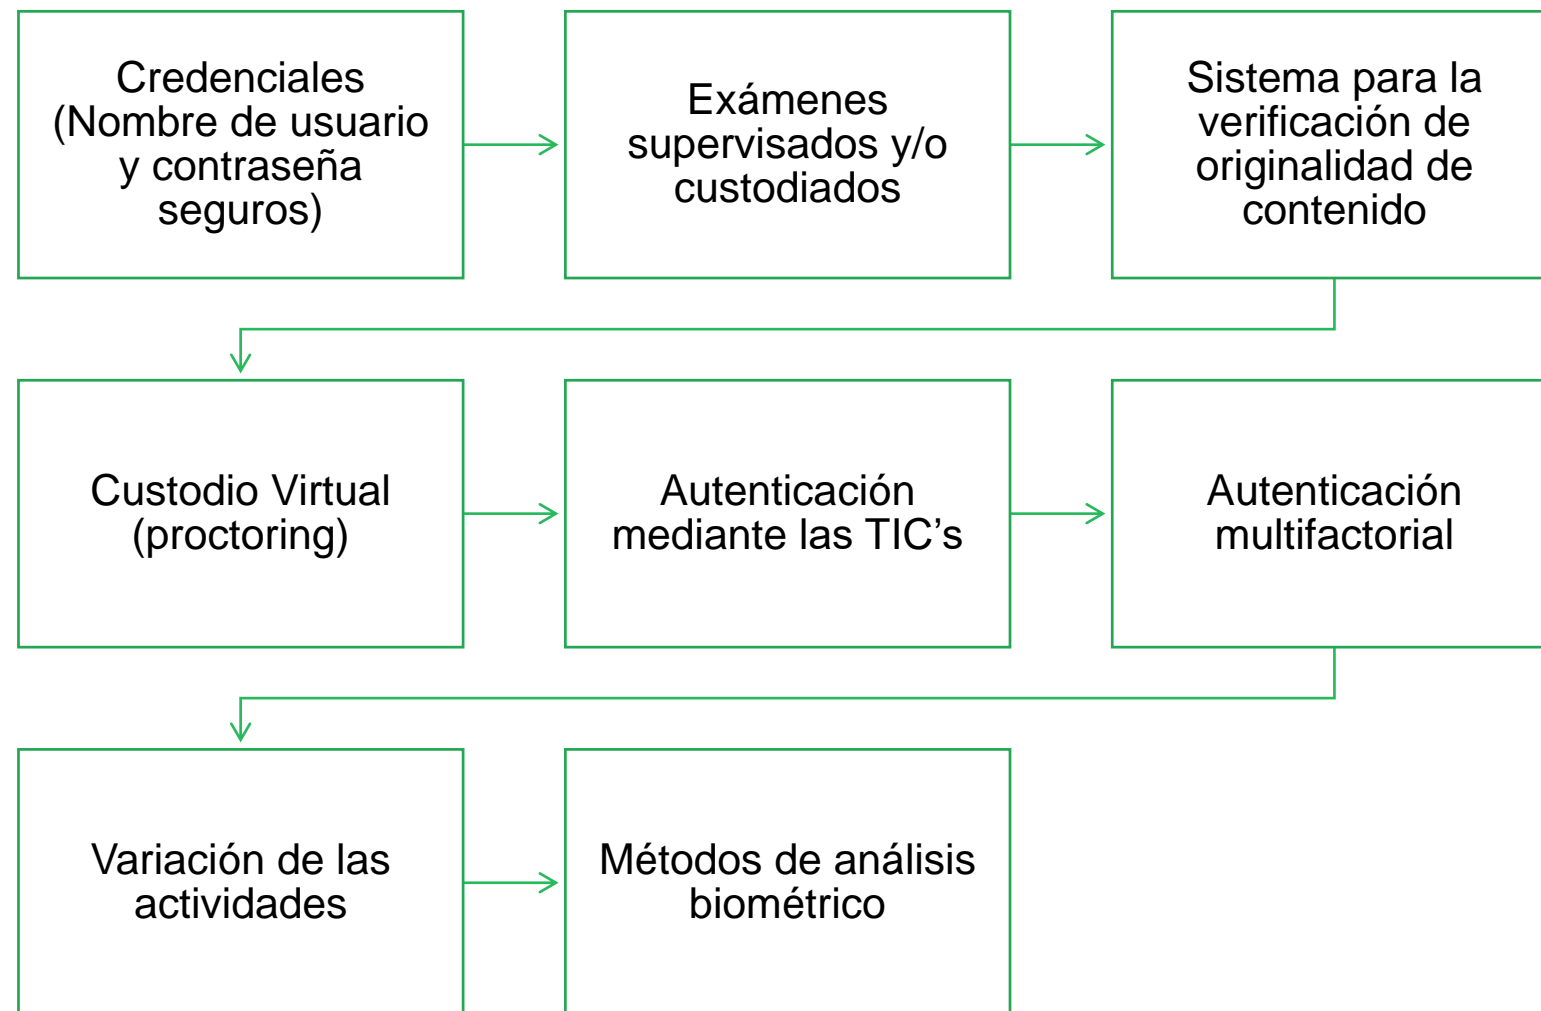 Credenciales
(Nombre de usuario
y contraseña
seguros)
Exámenes
supervisados y/o
custodiados
Sistema para la
verificación de
originalidad de
contenido
Custodio Virtual
(proctoring)
Autenticación
mediante las TIC’s
Autenticación
multifactorial
Variación de las
actividades
Métodos de análisis
biométrico